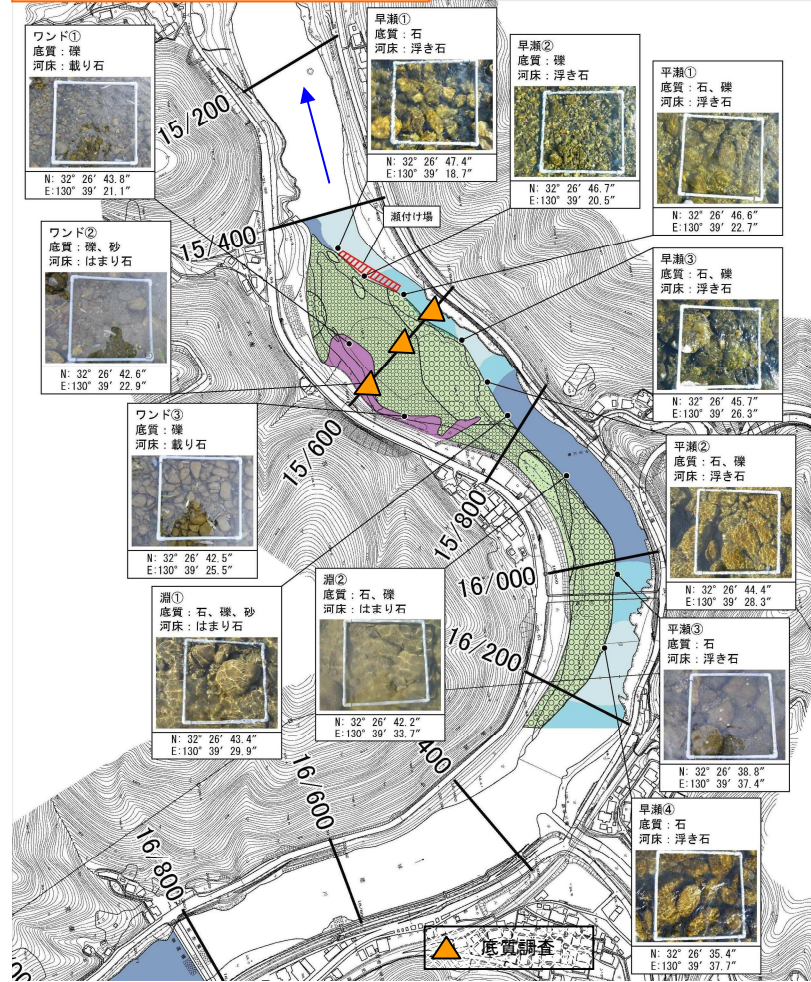 ワンド①
底質：礫
河床：載り石
N: 32° 26′ 43.8″
E:130° 39′ 21.1″
早瀬①
底質：石
河床：浮き石
N: 32° 26′ 47.4″
E:130° 39′ 18.7″
早瀬②
底質：礫
河床：浮き石
N: 32° 26′ 46.7″
E:130° 39′ 20.5″
平瀬①
底質：石、礫
河床：浮き石
N: 32° 26′ 46.6″
E:130° 39′ 22.7″
15/200
瀬付け場
15/400
ワンド②
底質：礫、砂
河床：はまり石
N: 32° 26′ 42.6″
E:130° 39′ 22.9″
早瀬③
底質：石、礫
河床：浮き石
N: 32° 26′ 45.7″
E:130° 39′ 26.3″
ワンド③
底質：礫
河床：載り石
N: 32° 26′ 42.5″
E:130° 39′ 25.5″
15/600
15/800
平瀬②
底質：石、礫
河床：浮き石
N: 32° 26′ 44.4″
E:130° 39′ 28.3″
16/000
淵①
底質：石、礫、砂
河床：はまり石
N: 32° 26′ 43.4″
E:130° 39′ 29.9″
淵②
底質：石、礫
河床：はまり石
N: 32° 26′ 42.2″
E:130° 39′ 33.7″
16/200
平瀬③
底質：石
河床：浮き石
N: 32° 26′ 38.8″
E:130° 39′ 37.4″
400
16/600
16/800
早瀬④
底質：石
河床：浮き石
N: 32° 26′ 35.4″
E:130° 39′ 37.7″
底質調査
00